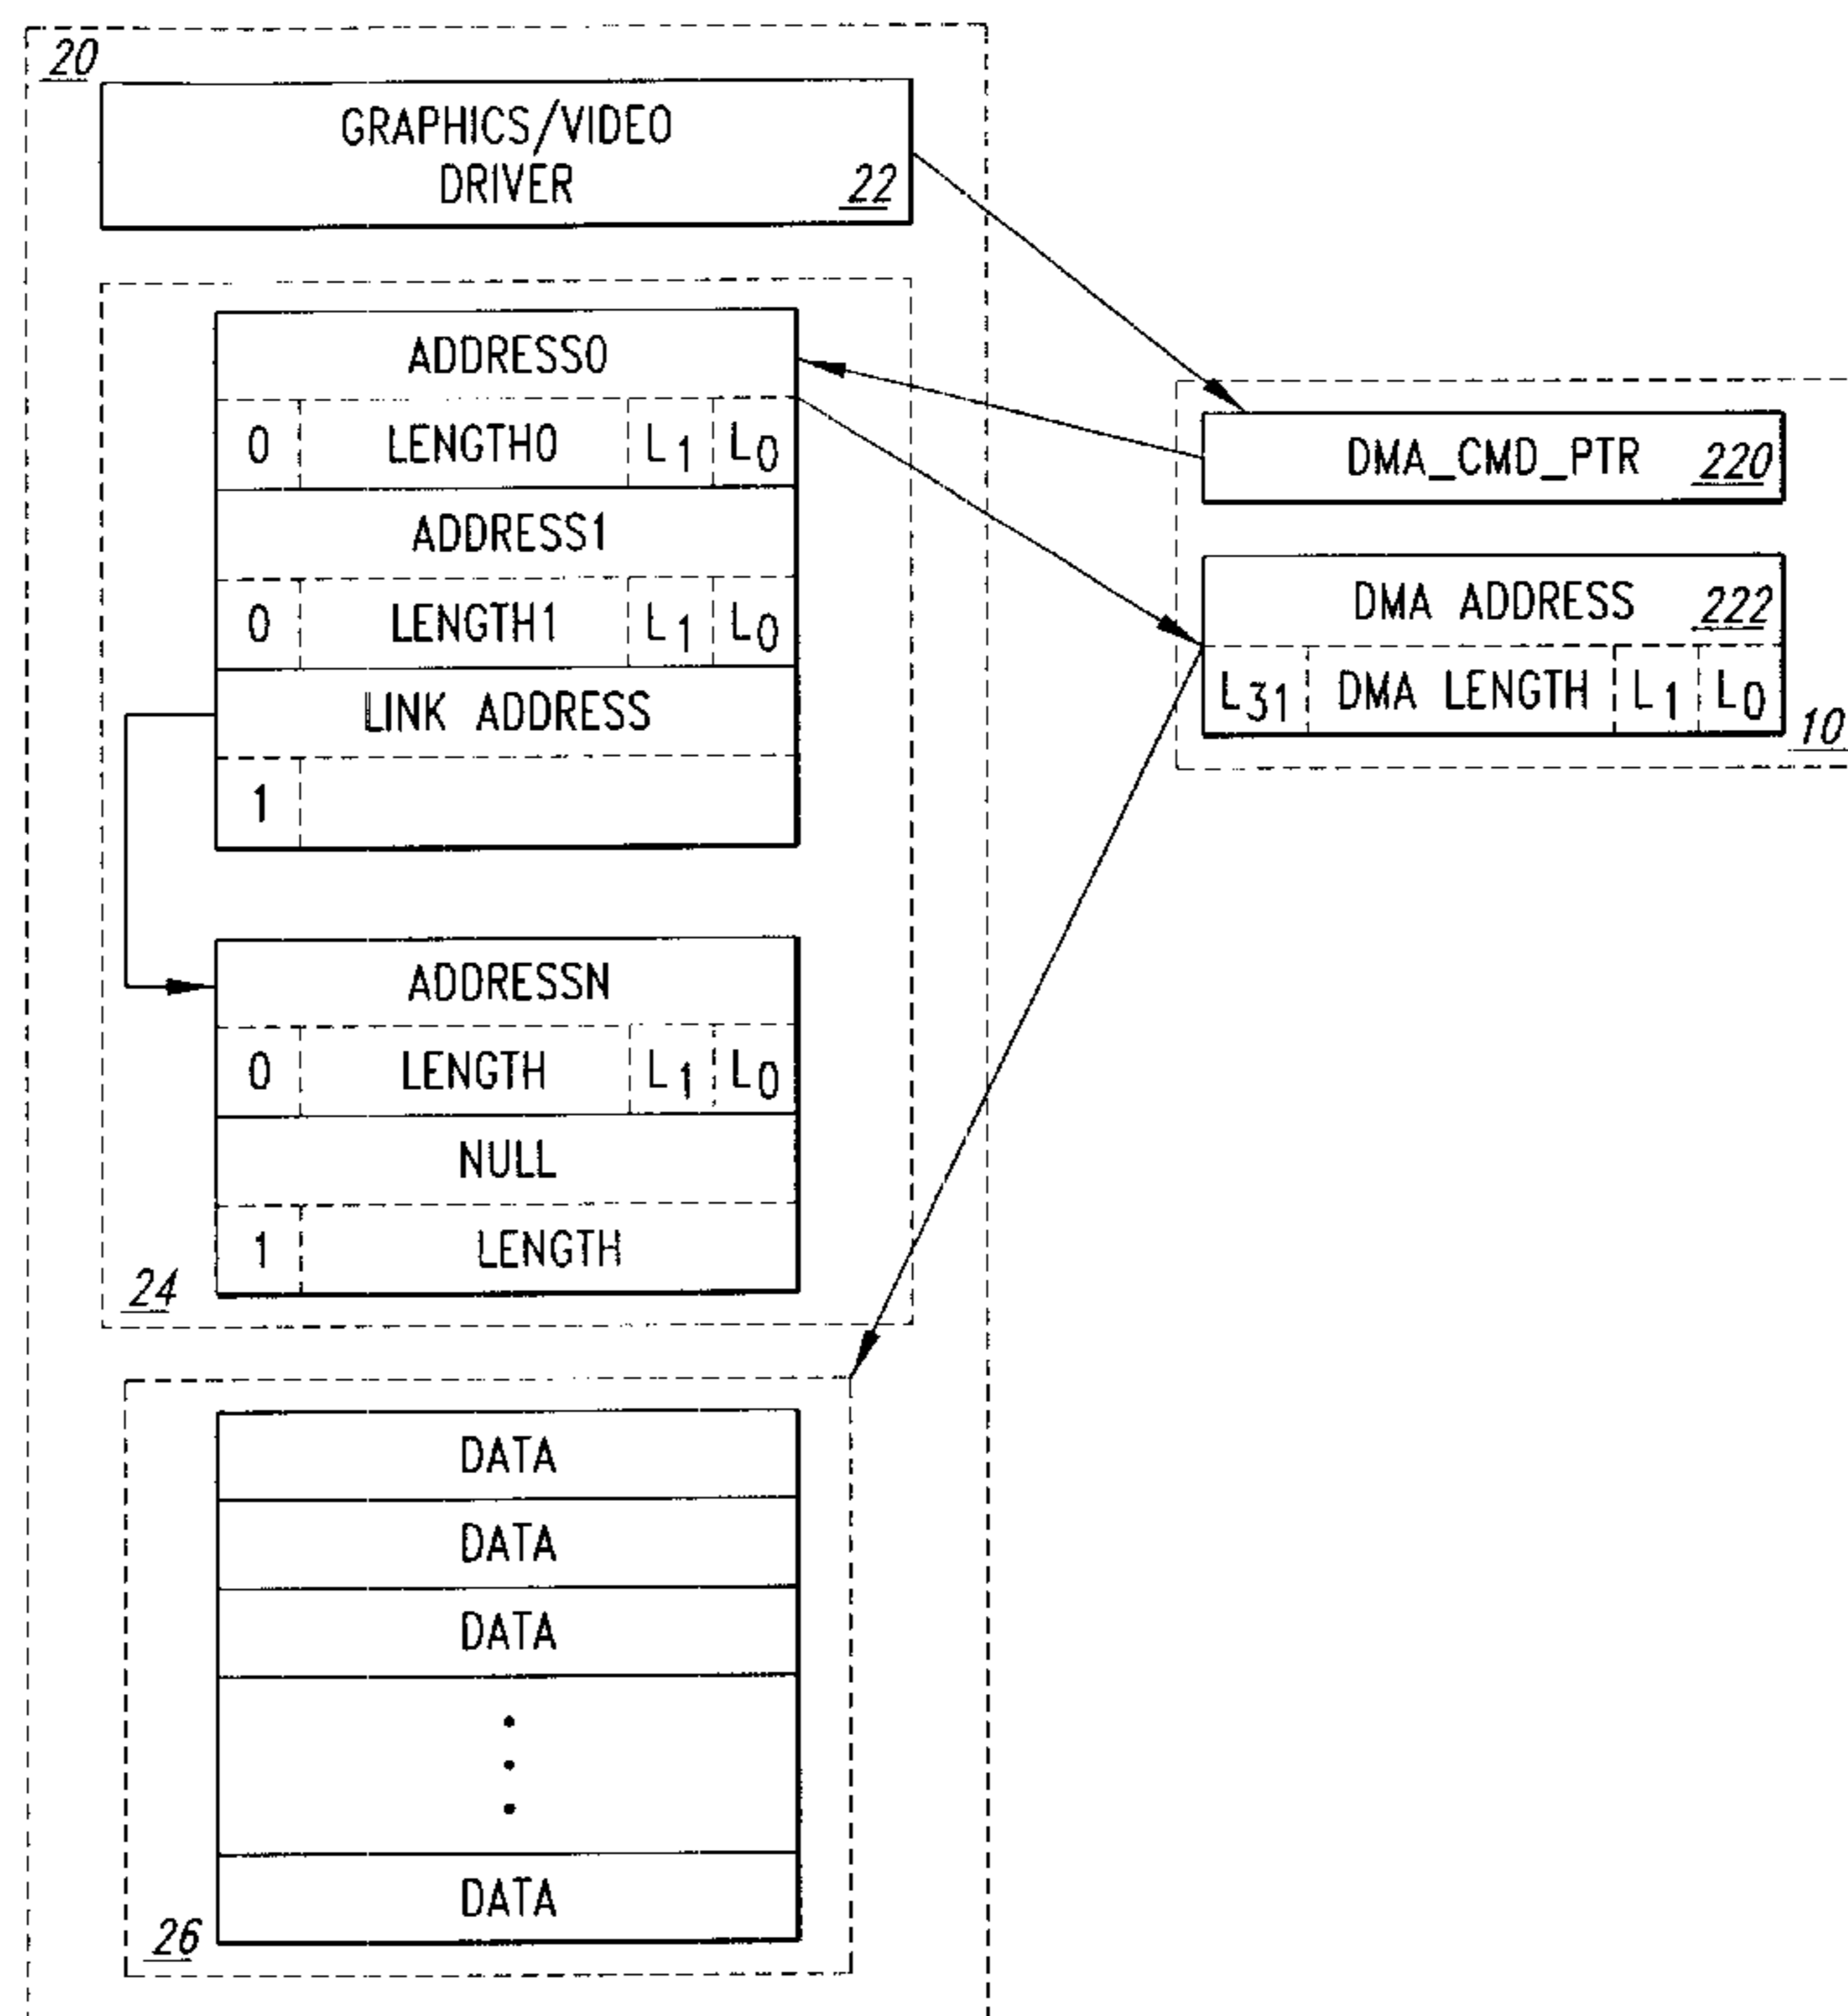 20
GRAPHICS/VIDEO
DRIVER
22
ADDRESS0
0 LENGTH0 L1 L0
ADDRESS1
0 LENGTH1 L1 L0
LINK ADDRESS
1
ADDRESSN
0 LENGTH L1 L0
NULL
1 LENGTH
24
DATA
DATA
DATA
DATA
26
DMA_CMD_PTR 220
DMA ADDRESS 222
L31 DMA LENGTH L1 L0
10